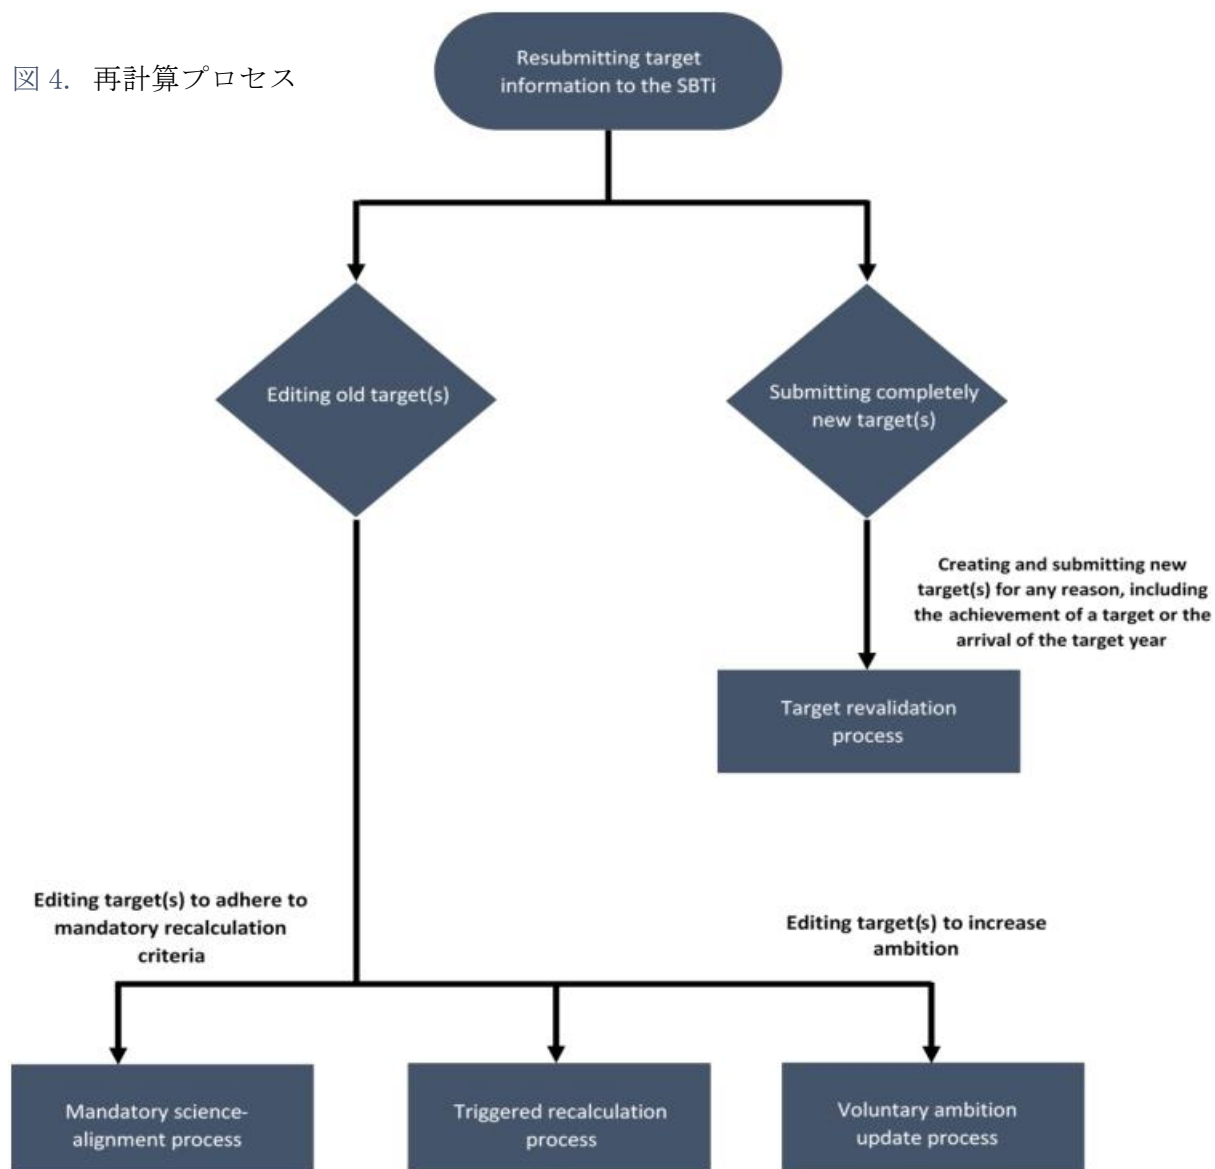 図 4. 再計算プロセス
Resubmitting target
information to the SBTi
Editing old target(s)
Submitting completely
new target(s)
Creating and submitting new
target(s) for any reason, including
the achievement of a target or the
arrival of the target year
Target revalidation
process
Editing target(s) to adhere to
mandatory recalculation
criteria
Editing target(s) to increase
ambition
Mandatory science-
alignment process
Triggered recalculation
process
Voluntary ambition
update process